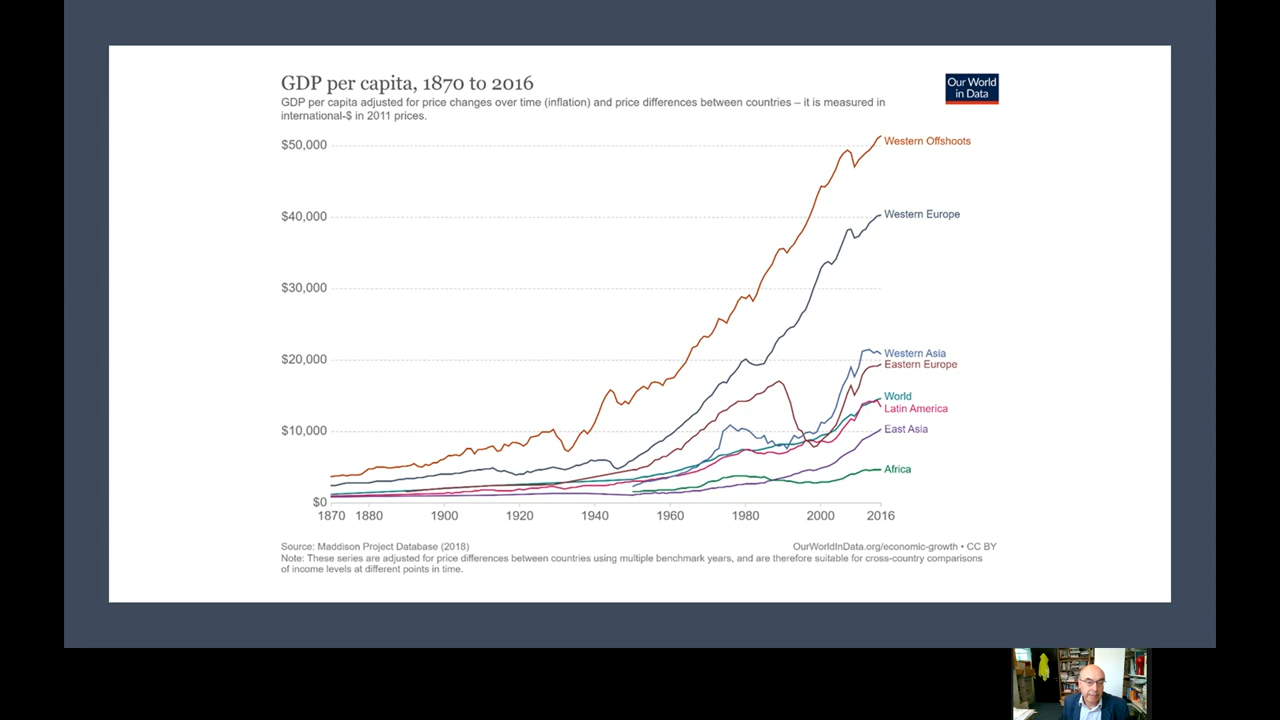 GDP per capita, 1870 to 2016
Our World
in Data
GDP per capita adjusted for price changes over time (inflation) and price differences between countries – it is measured in
international-$ in 2011 prices.
$50,000
Western Offshoots
$40,000
Western Europe
$30,000
$20,000
Western Asia
Eastern Europe
World
Latin America
$10,000
East Asia
Africa
$0
1870 1880 1900 1920 1940 1960 1980 2000 2016
Source: Maddison Project Database (2018)
OurWorldInData.org/economic-growth • CC BY
Note: These series are adjusted for price differences between countries using multiple benchmark years, and are therefore suitable for cross-country comparisons
of income levels at different points in time.